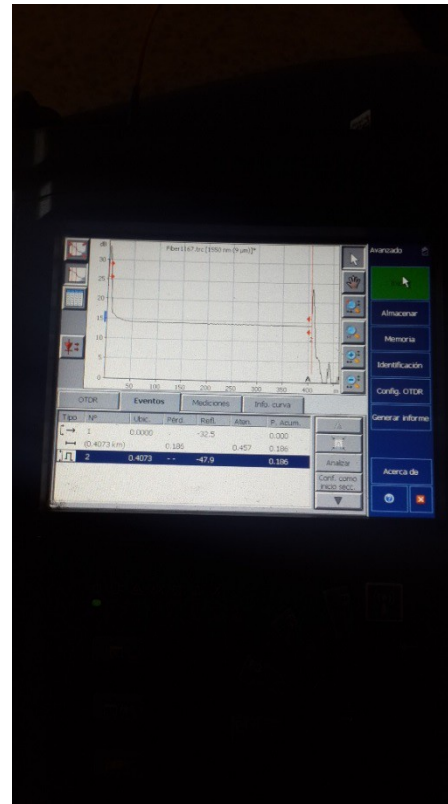 dB
Fiber1167.trc [1550 nm (9 µm)]*
30
25
20
15
10
5
0
50 100 150 200 250 300 350 400 m
Avanzado
Almacenar
Memoria
Identificación
Config. OTDR
Generar informe
Acerca de
OTDR Eventos Mediciones Info. curva
Tipo Nº Ubic. Pérd. Refl. Aten. P. Acum.
1 0.0000 -32.5 0.000
(0.4073 km) 0.186 0.457 0.186
2 0.4073 -- -47.9 0.186
Analizar
Conf. como
inicio secc.